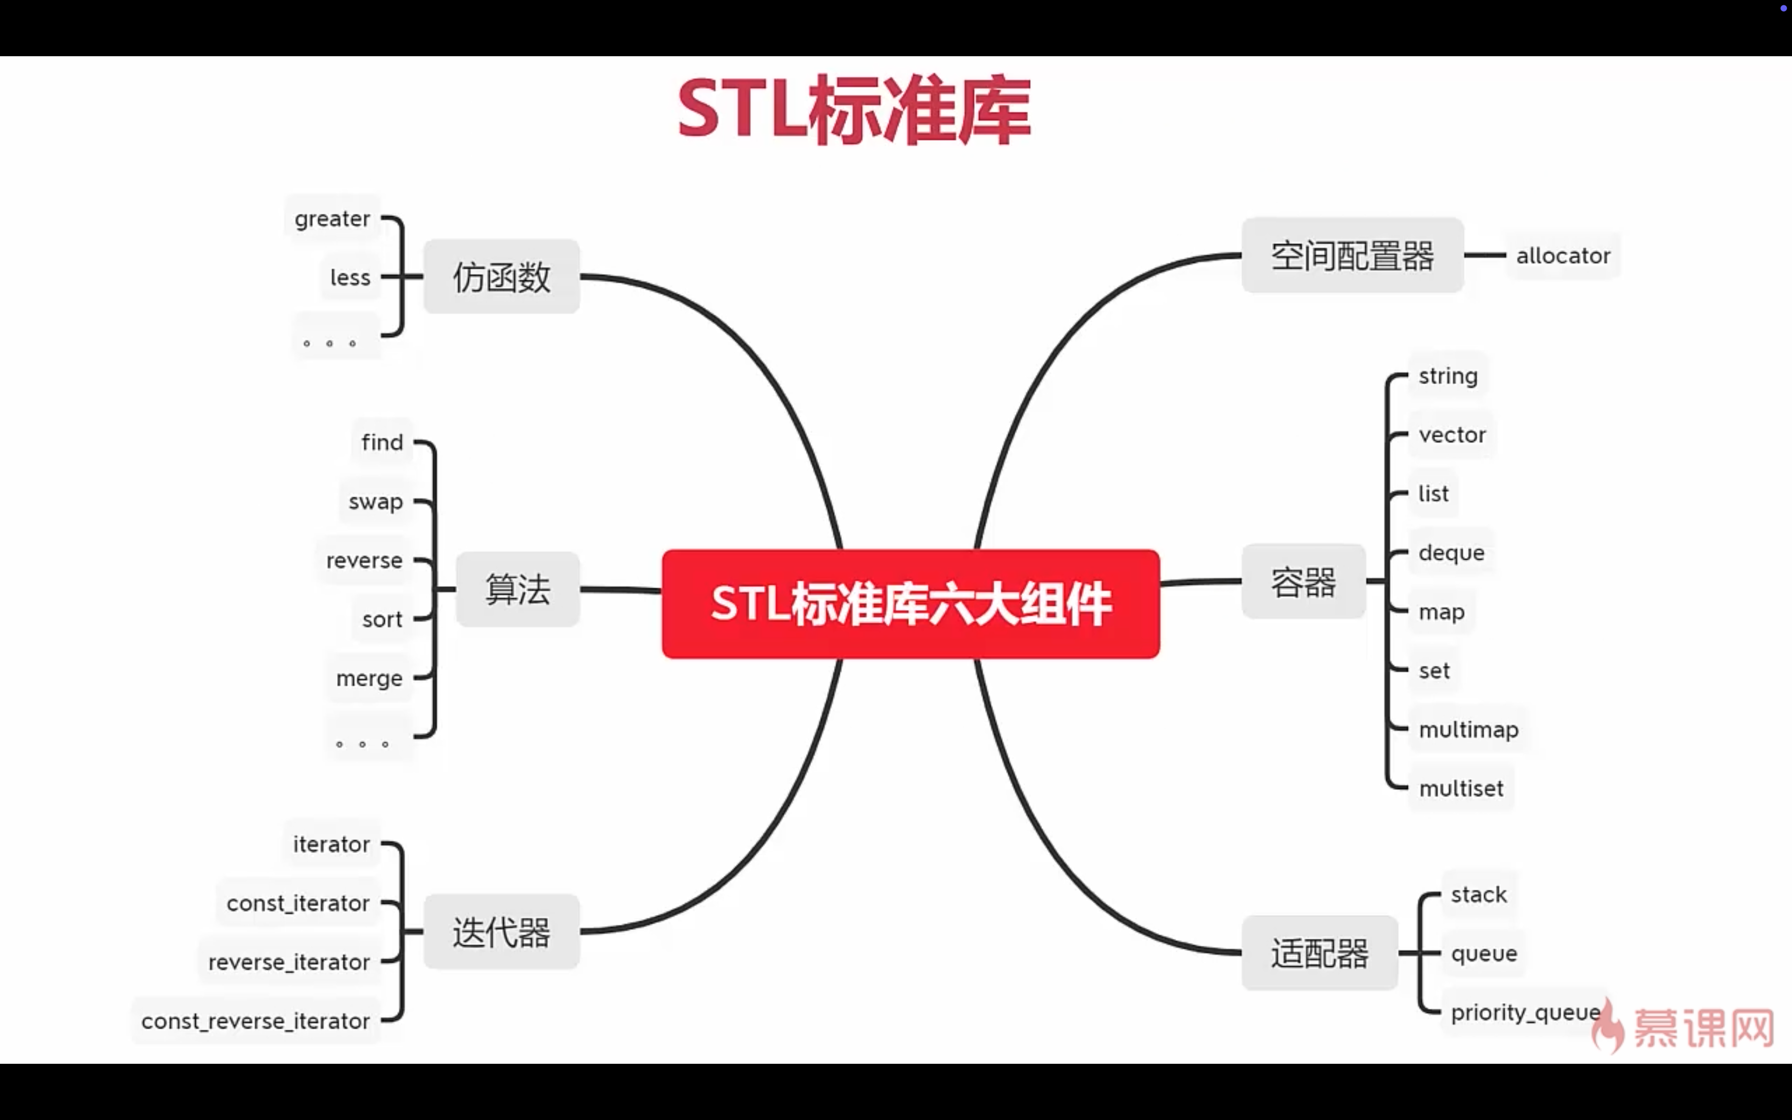 STL标准库
greater
less
。。。
仿函数
find
swap
reverse
sort
merge
。。。
算法
iterator
const_iterator
reverse_iterator
const_reverse_iterator
迭代器
STL标准库六大组件
空间配置器
allocator
容器
string
vector
list
deque
map
set
multimap
multiset
适配器
stack
queue
priority_queue
慕课网